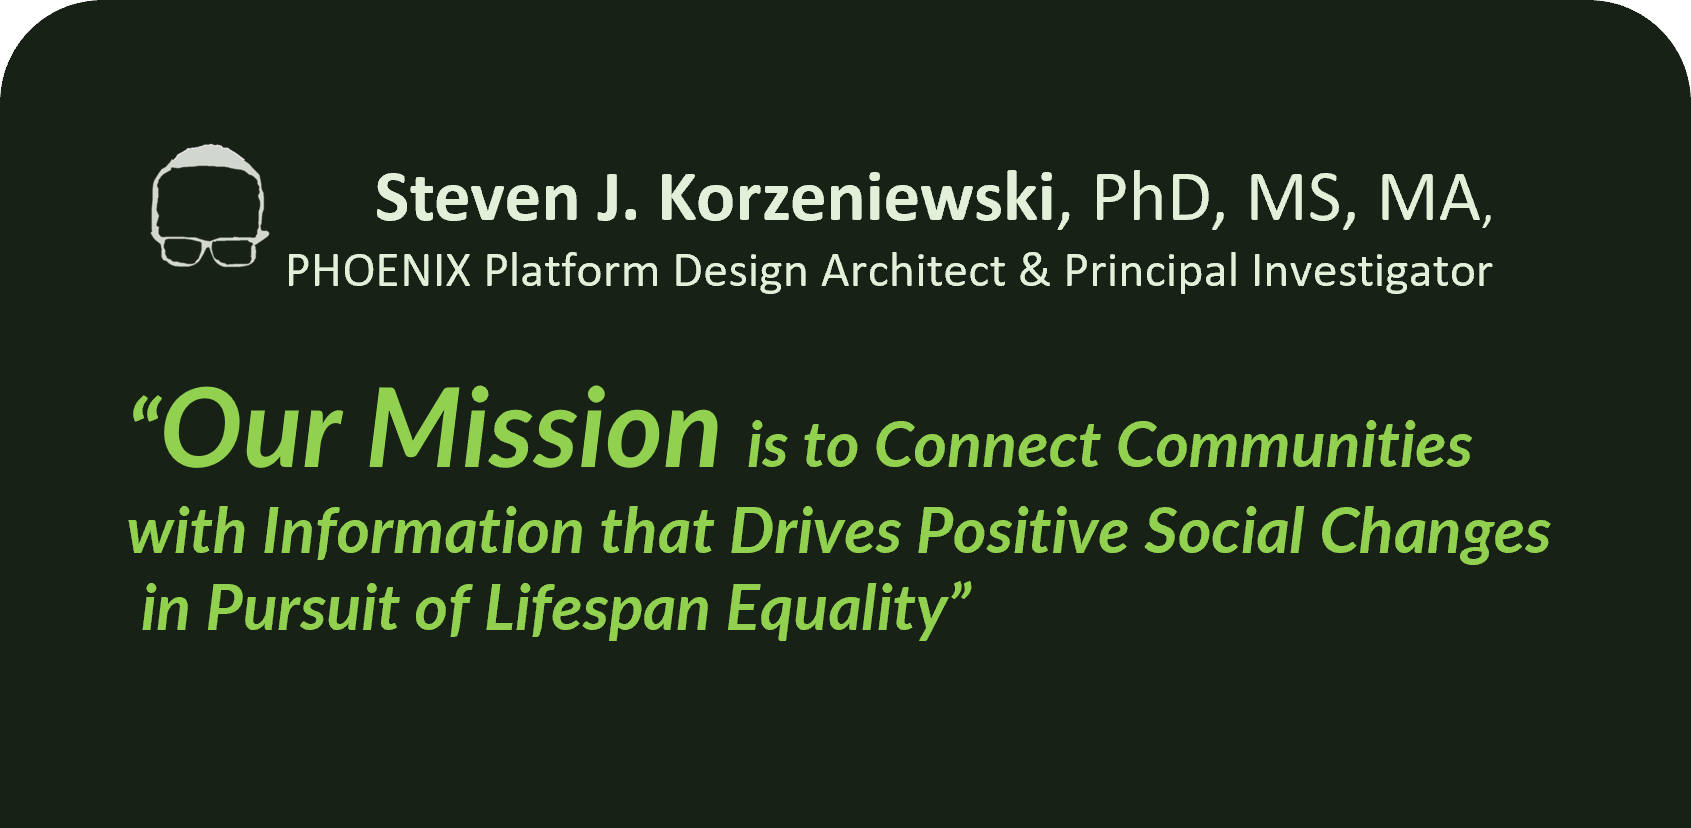 Steven J. Korzeniewski, PhD, MS, MA,
PHOENIX Platform Design Architect & Principal Investigator
“Our Mission is to Connect Communities
with Information that Drives Positive Social Changes
in Pursuit of Lifespan Equality”